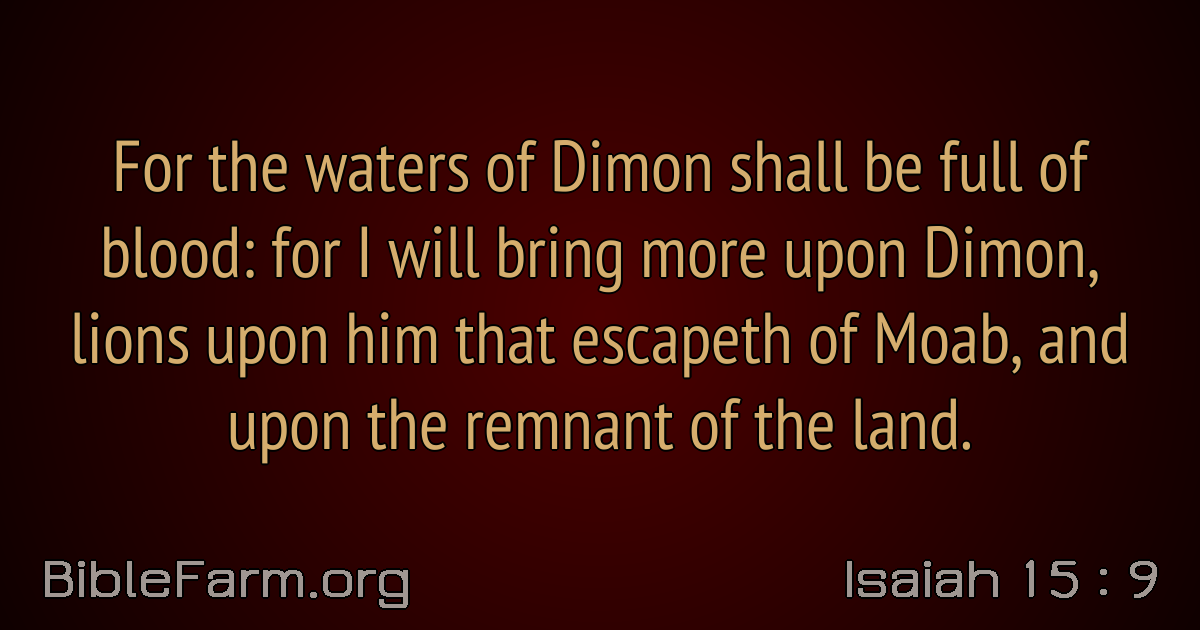 For the waters of Dimon shall be full of
blood: for I will bring more upon Dimon,
lions upon him that escapeth of Moab, and
upon the remnant of the land.
BibleFarm.org
Isaiah 15 : 9